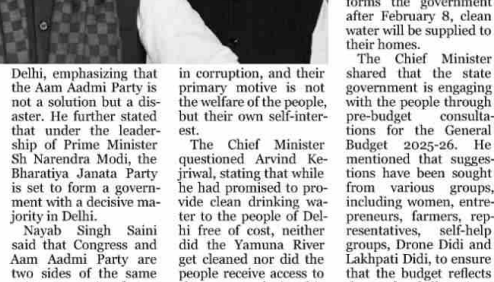 Delhi, emphasizing that
the Aam Aadmi Party is
not a solution but a dis-
aster. He further stated
that under the leader-
ship of Prime Minister
Sh Narendra Modi, the
Bharatiya Janata Party
is set to form a govern-
ment with a decisive ma-
jority in Delhi.
Nayab Singh Saini
said that Congress and
Aam Aadmi Party are
two sides of the same
in corruption, and their
primary motive is not
the welfare of the people,
but their own self-inter-
est.
The Chief Minister
questioned Arvind Ke-
jriwal, stating that while
he had promised to pro-
vide clean drinking wa-
ter to the people of Del-
hi free of cost, neither
did the Yamuna River
get cleaned nor did the
people receive access to
forms the government
after February 8, clean
water will be supplied to
their homes.
The Chief Minister
shared that the state
government is engaging
with the people through
pre-budget consulta-
tions for the General
Budget 2025-26. He
mentioned that sugges-
tions have been sought
from various groups,
including women, entre-
preneurs, farmers, rep-
resentatives, self-help
groups, Drone Didi and
Lakhpati Didi, to ensure
that the budget reflects